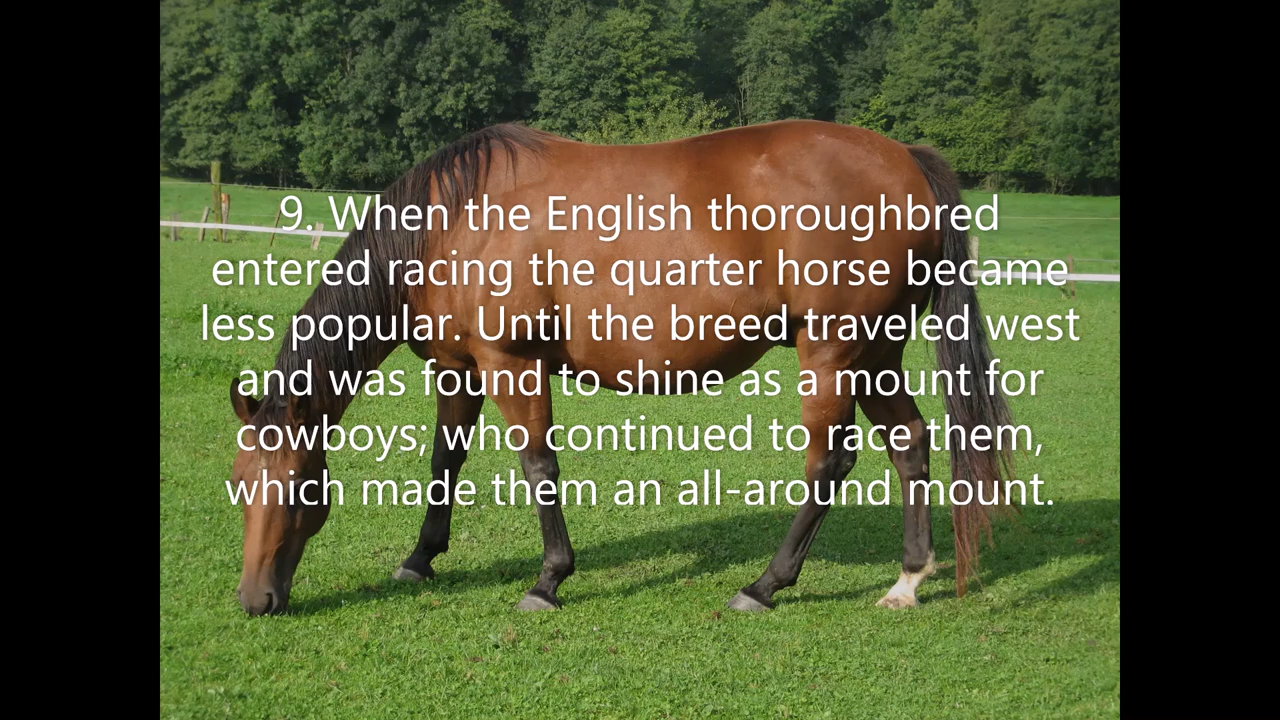 9. When the English thoroughbred
entered racing the quarter horse became
less popular. Until the breed traveled west
and was found to shine as a mount for
cowboys; who continued to race them,
which made them an all-around mount.